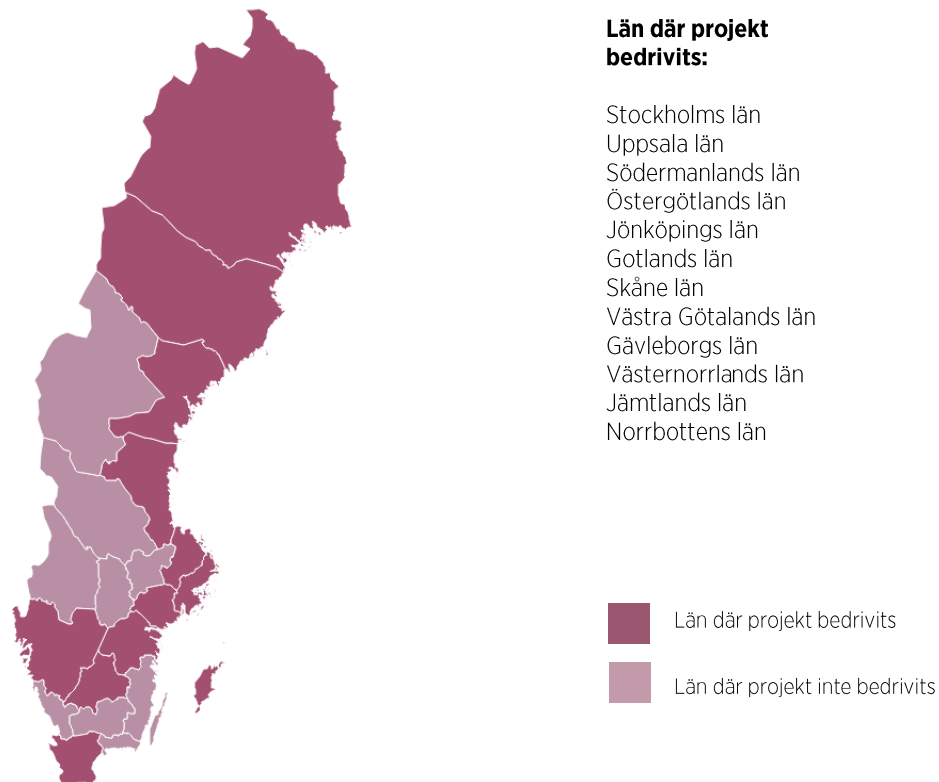 Län där projekt
bedrivits:
Stockholms län
Uppsala län
Södermanlands län
Östergötlands län
Jönköpings län
Gotlands län
Skåne län
Västra Götalands län
Gävleborgs län
Västernorrlands län
Jämtlands län
Norrbottens län
Län där projekt bedrivits
Län där projekt inte bedrivits